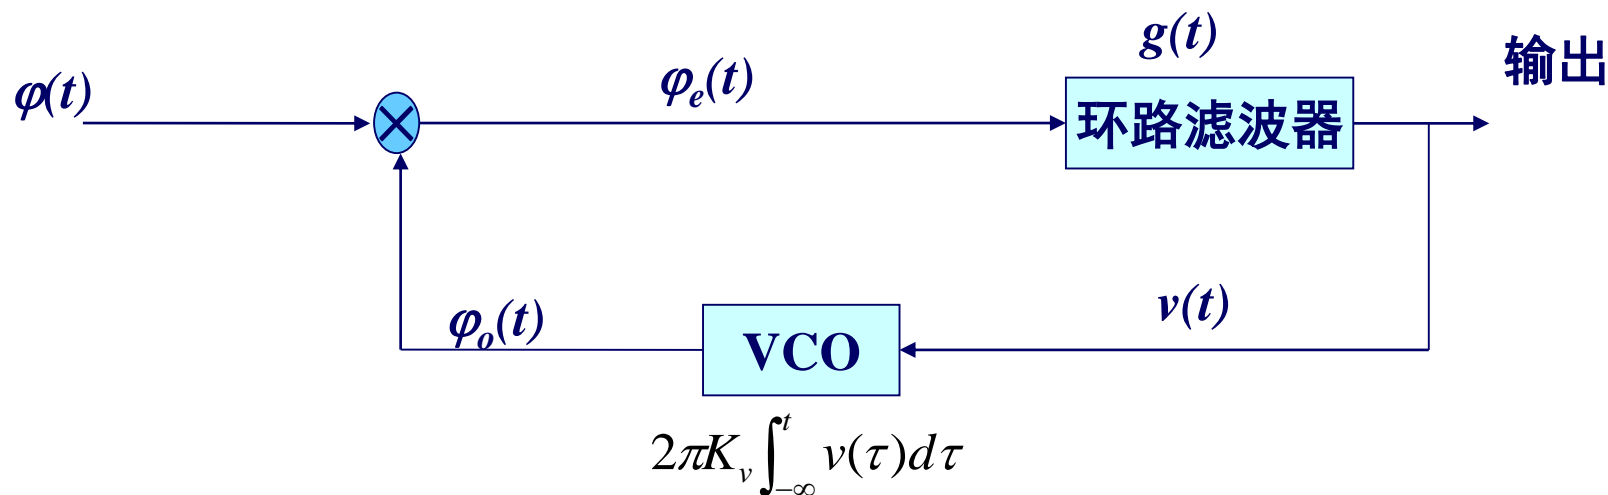 g(t)
输出
φ(t)
φe(t)
环路滤波器
φo(t)
VCO
v(t)
2πKv∫−∞t v(τ)dτ